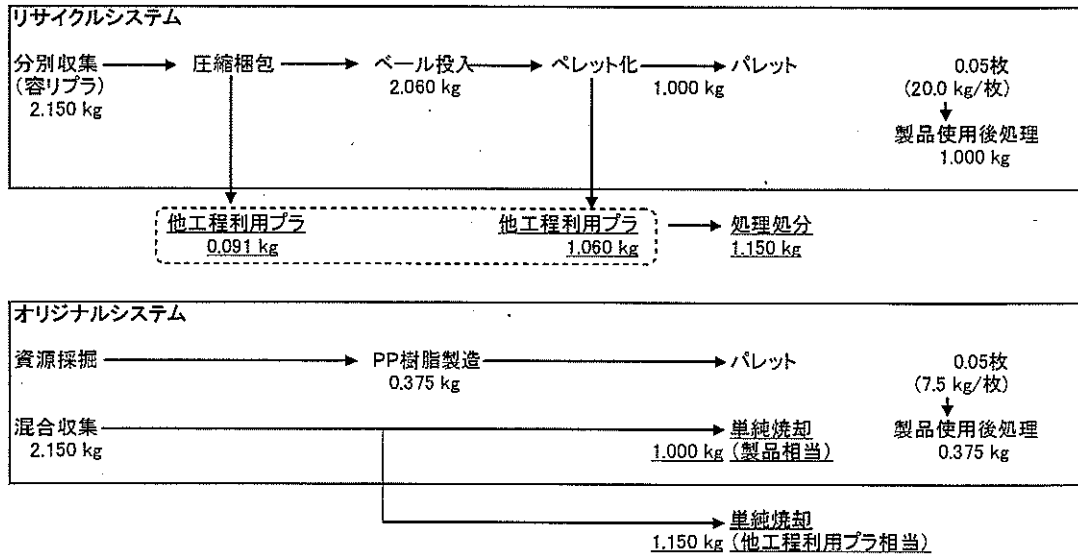 リサイクルシステム
分別収集 圧縮梱包 ベール投入 ペレット化 パレット 0.05枚
(容リプラ) 2.060 kg 1.000 kg (20.0 kg/枚)
2.150 kg
製品使用後処理
1.000 kg
他工程利用プラ 他工程利用プラ 処理処分
0.091 kg 1.060 kg 1.150 kg
オリジナルシステム
資源採掘 PP樹脂製造 パレット 0.05枚
0.375 kg (7.5 kg/枚)
混合収集 単純焼却 製品使用後処理
2.150 kg 1.000 kg (製品相当) 0.375 kg
単純焼却
1.150 kg (他工程利用プラ相当)